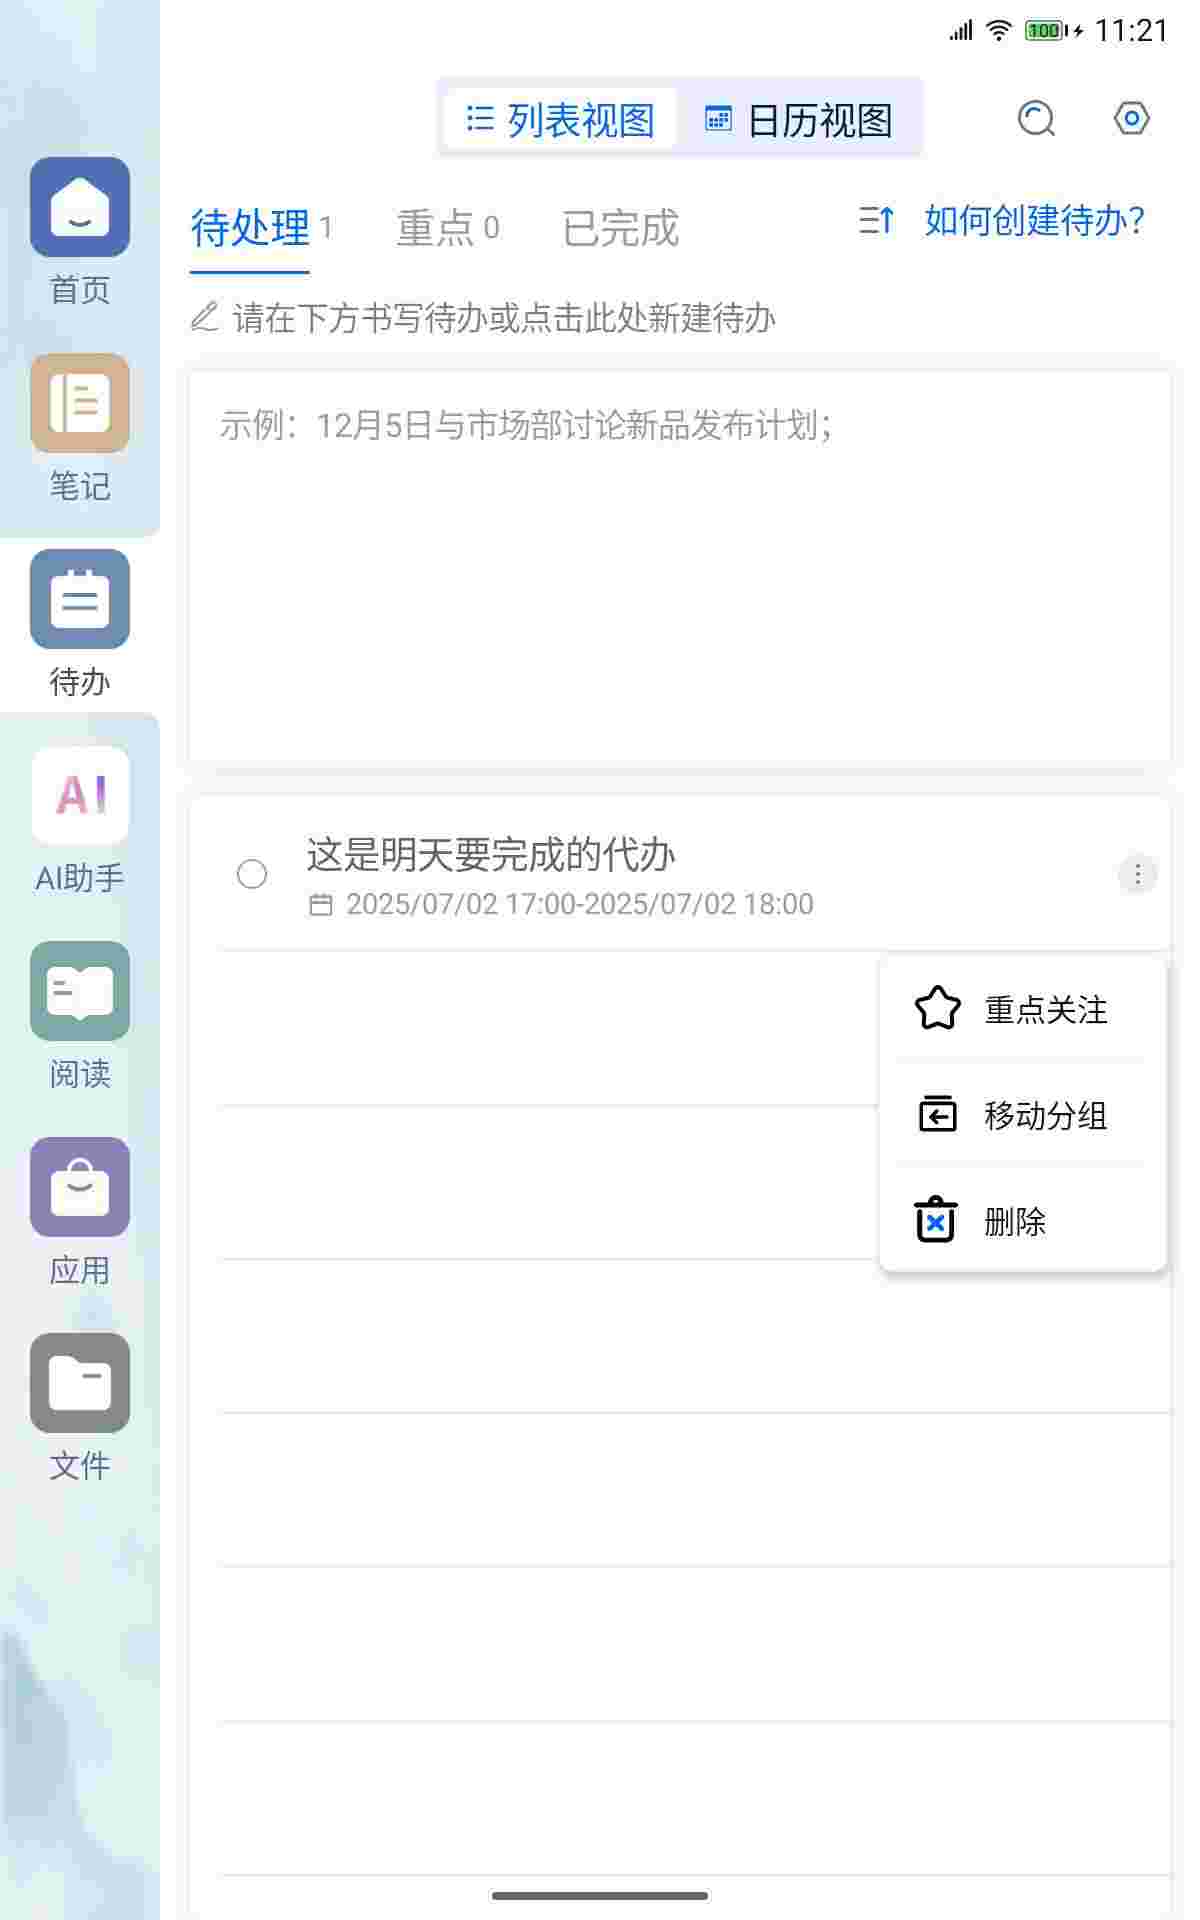 100 11:21
列表视图 日历视图
待处理 1 重点 0 已完成 如何创建待办？
请在下方书写待办或点击此处新建待办
示例：12月5日与市场部讨论新品发布计划；
这是明天要完成的代办
2025/07/02 17:00-2025/07/02 18:00
重点关注
移动分组
删除
首页
笔记
待办
AI
AI助手
阅读
应用
文件